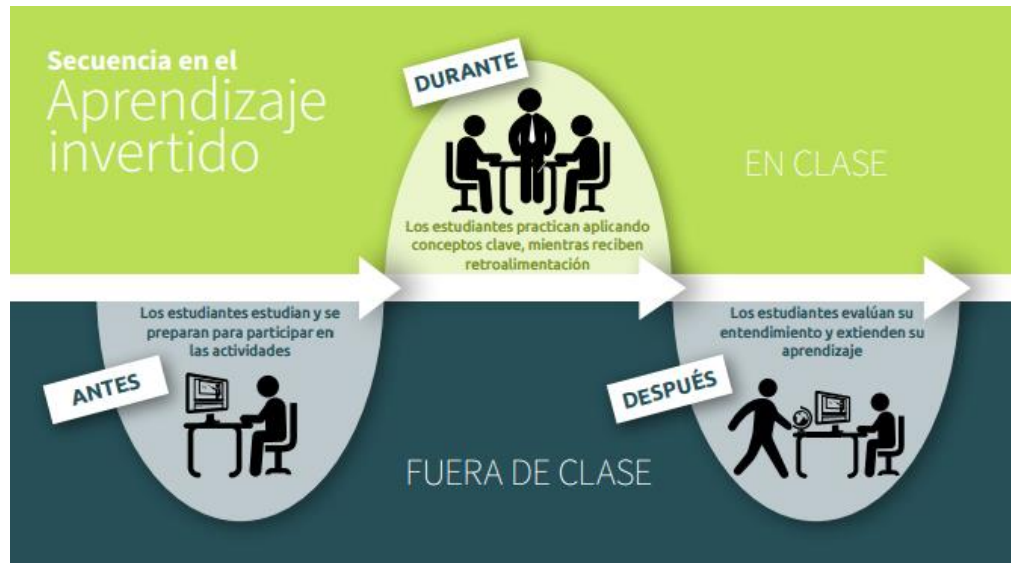 Secuencia en el
Aprendizaje
invertido
DURANTE
Los estudiantes practican aplicando
conceptos clave, mientras reciben
retroalimentación
EN CLASE
Los estudiantes estudian y se
preparan para participar en
las actividades
ANTES
FUERA DE CLASE
Los estudiantes evalúan su
entendimiento y extienden su
aprendizaje
DESPUÉS